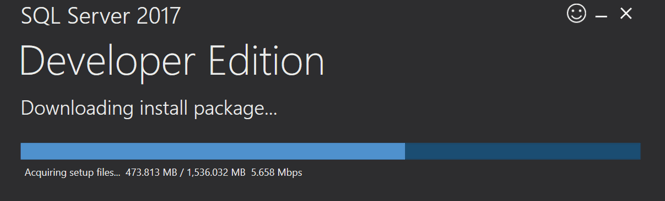 SQL Server 2017
Developer Edition
Downloading install package...
Acquiring setup files... 473.813 MB / 1,536.032 MB 5.658 Mbps